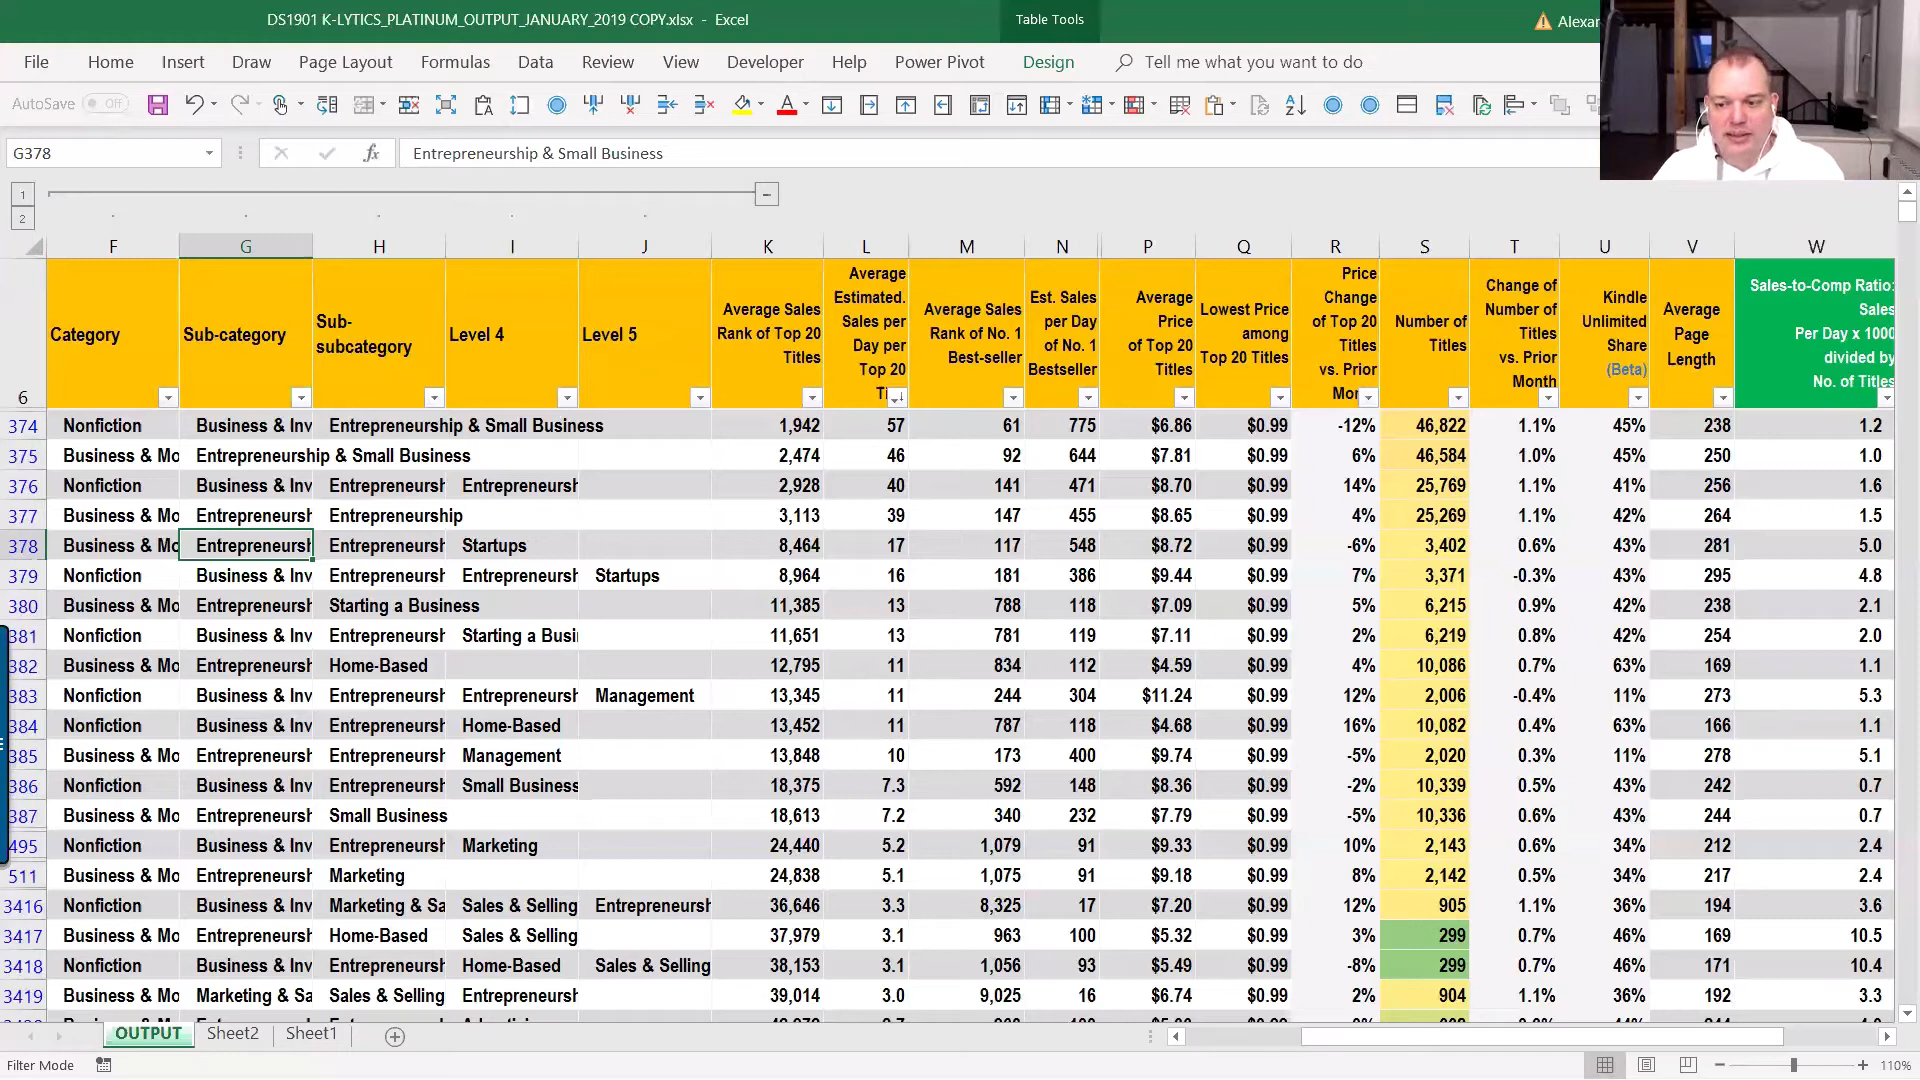 DS1901 K-LYTICS_PLATINUM_OUTPUT_JANUARY_2019 COPY.xlsx - Excel
Table Tools
Alexan
File Home Insert Draw Page Layout Formulas Data Review View Developer Help Power Pivot Design Tell me what you want to do
AutoSave Off
G378 fx Entrepreneurship & Small Business
1
2
F G H I J K L M N P Q R S T U V W
6
Category
Sub-category
Sub-
subcategory
Level 4
Level 5
Average Sales
Rank of Top 20
Titles
Average
Estimated.
Sales per
Day per
Top 20
Average Sales
Rank of No. 1
Best-seller
Est. Sales
per Day
of No. 1
Bestseller
Average
Price
of Top 20
Titles
Lowest Price
among
Top 20 Titles
Price
Change
of Top 20
Titles
vs. Prior
Mon
Number of
Titles
Change of
Number of
Titles
vs. Prior
Month
Kindle
Unlimited
Share
(Beta)
Average
Page
Length
Sales-to-Comp Ratio:
Sales
Per Day x 1000
divided by
No. of Titles
374 Nonfiction Business & Inv Entrepreneurship & Small Business 1,942 57 61 775 $6.86 $0.99 -12% 46,822 1.1% 45% 238 1.2
375 Business & Mo Entrepreneurship & Small Business 2,474 46 92 644 $7.81 $0.99 6% 46,584 1.0% 45% 250 1.0
376 Nonfiction Business & Inv Entrepreneursh Entrepreneursh 2,928 40 141 471 $8.70 $0.99 14% 25,769 1.1% 41% 256 1.6
377 Business & Mo Entrepreneursh Entrepreneurship 3,113 39 147 455 $8.65 $0.99 4% 25,269 1.1% 42% 264 1.5
378 Business & Mo Entrepreneursh Entrepreneursh Startups 8,464 17 117 548 $8.72 $0.99 -6% 3,402 0.6% 43% 281 5.0
379 Nonfiction Business & Inv Entrepreneursh Entrepreneursh Startups 8,964 16 181 386 $9.44 $0.99 7% 3,371 -0.3% 43% 295 4.8
380 Business & Mo Entrepreneursh Starting a Business 11,385 13 788 118 $7.09 $0.99 5% 6,215 0.9% 42% 238 2.1
381 Nonfiction Business & Inv Entrepreneursh Starting a Busi 11,651 13 781 119 $7.11 $0.99 2% 6,219 0.8% 42% 254 2.0
382 Business & Mo Entrepreneursh Home-Based 12,795 11 834 112 $4.59 $0.99 4% 10,086 0.7% 63% 169 1.1
383 Nonfiction Business & Inv Entrepreneursh Entrepreneursh Management 13,345 11 244 304 $11.24 $0.99 12% 2,006 -0.4% 11% 273 5.3
384 Nonfiction Business & Inv Entrepreneursh Home-Based 13,452 11 787 118 $4.68 $0.99 16% 10,082 0.4% 63% 166 1.1
385 Business & Mo Entrepreneursh Entrepreneursh Management 13,848 10 173 400 $9.74 $0.99 -5% 2,020 0.3% 11% 278 5.1
386 Nonfiction Business & Inv Entrepreneursh Small Business 18,375 7.3 592 148 $8.36 $0.99 -2% 10,339 0.5% 43% 242 0.7
387 Business & Mo Entrepreneursh Small Business 18,613 7.2 340 232 $7.79 $0.99 -5% 10,336 0.6% 43% 244 0.7
495 Nonfiction Business & Inv Entrepreneursh Marketing 24,440 5.2 1,079 91 $9.33 $0.99 10% 2,143 0.6% 34% 212 2.4
511 Business & Mo Entrepreneursh Marketing 24,838 5.1 1,075 91 $9.18 $0.99 8% 2,142 0.5% 34% 217 2.4
3416 Nonfiction Business & Inv Marketing & Sa Sales & Selling Entrepreneursh 36,646 3.3 8,325 17 $7.20 $0.99 12% 905 1.1% 36% 194 3.6
3417 Business & Mo Entrepreneursh Home-Based Sales & Selling 37,979 3.1 963 100 $5.32 $0.99 3% 299 0.7% 46% 169 10.5
3418 Nonfiction Business & Inv Entrepreneursh Home-Based Sales & Selling 38,153 3.1 1,056 93 $5.49 $0.99 -8% 299 0.7% 46% 171 10.4
3419 Business & Mo Marketing & Sa Sales & Selling Entrepreneursh 39,014 3.0 9,025 16 $6.74 $0.99 2% 904 1.1% 36% 192 3.3
OUTPUT Sheet2 Sheet1
Filter Mode 110%